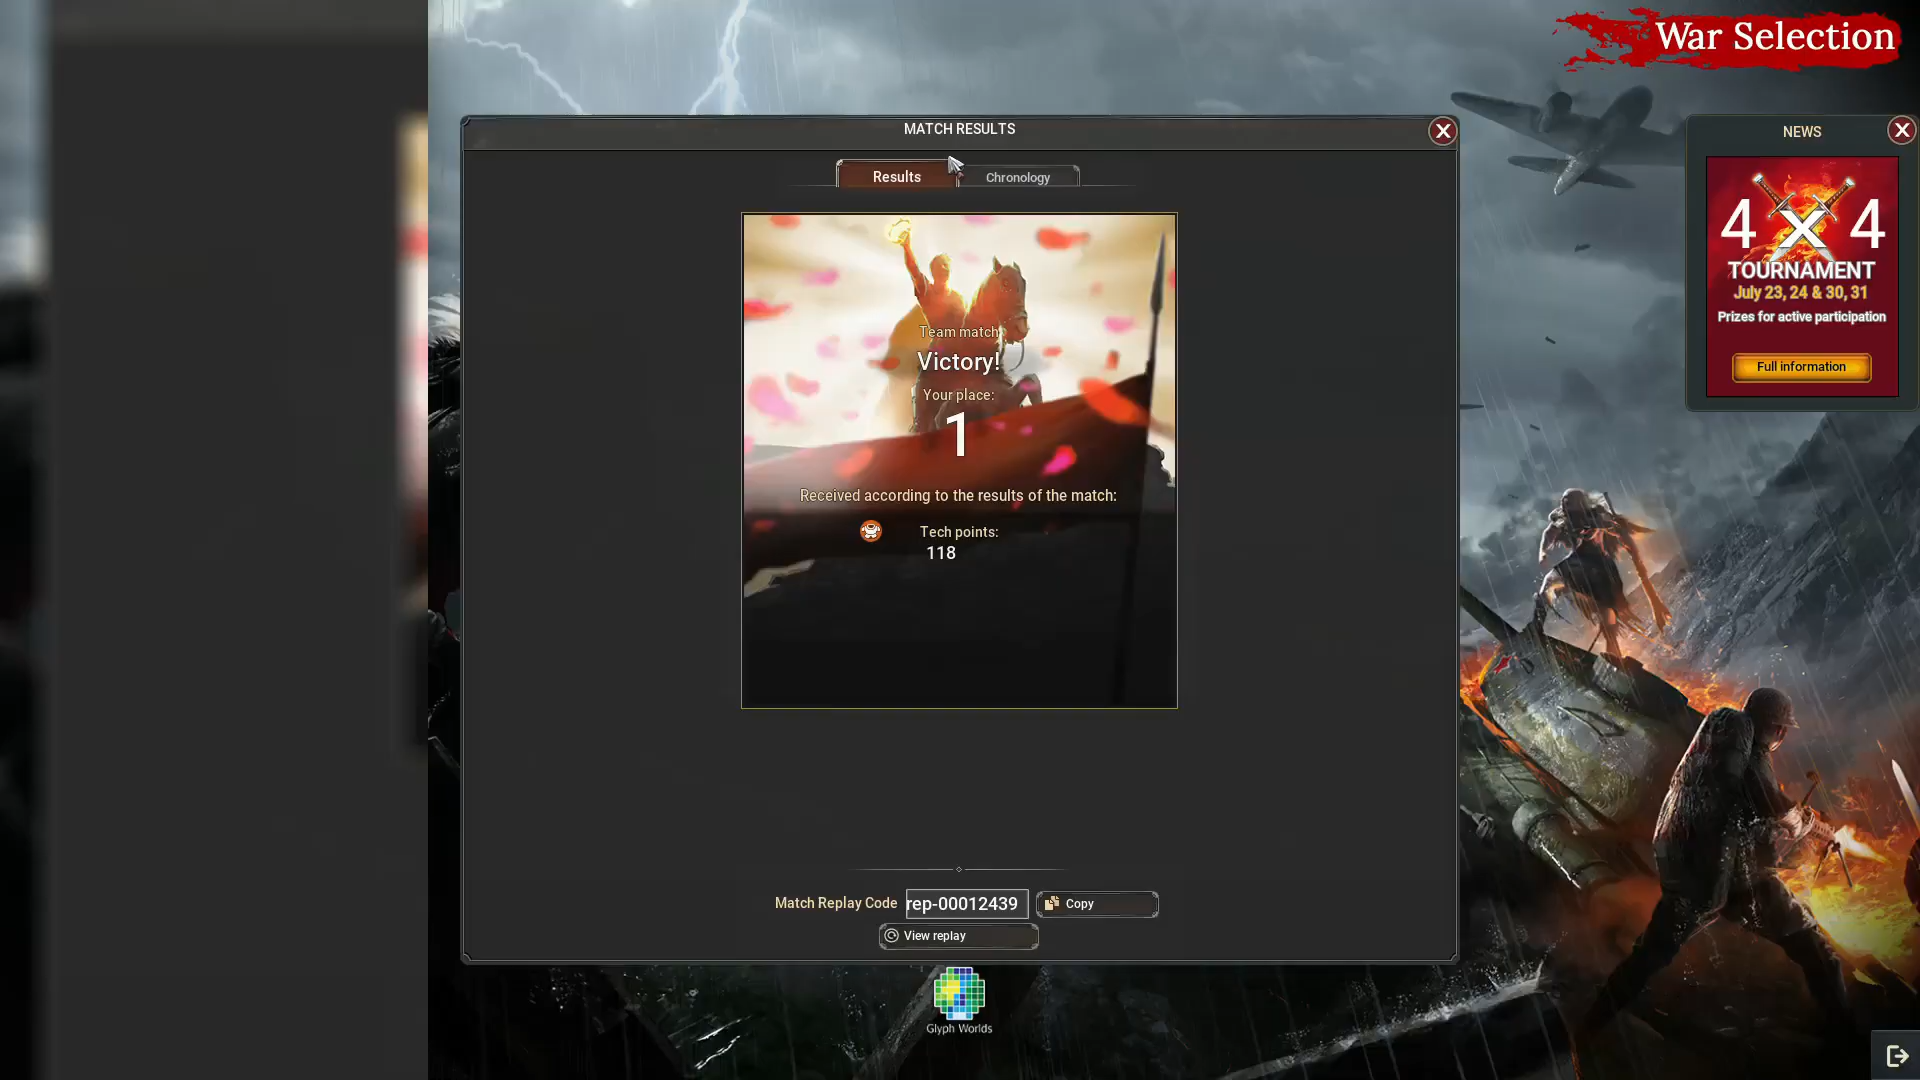 War Selection
MATCH RESULTS
Results
Chronology
Team match
Victory!
Your place:
1
Received according to the results of the match:
Tech points:
118
Match Replay Code
rep-00012439
Copy
View replay
Glyph Worlds
NEWS
4 X 4
TOURNAMENT
July 23, 24 & 30, 31
Prizes for active participation
Full information